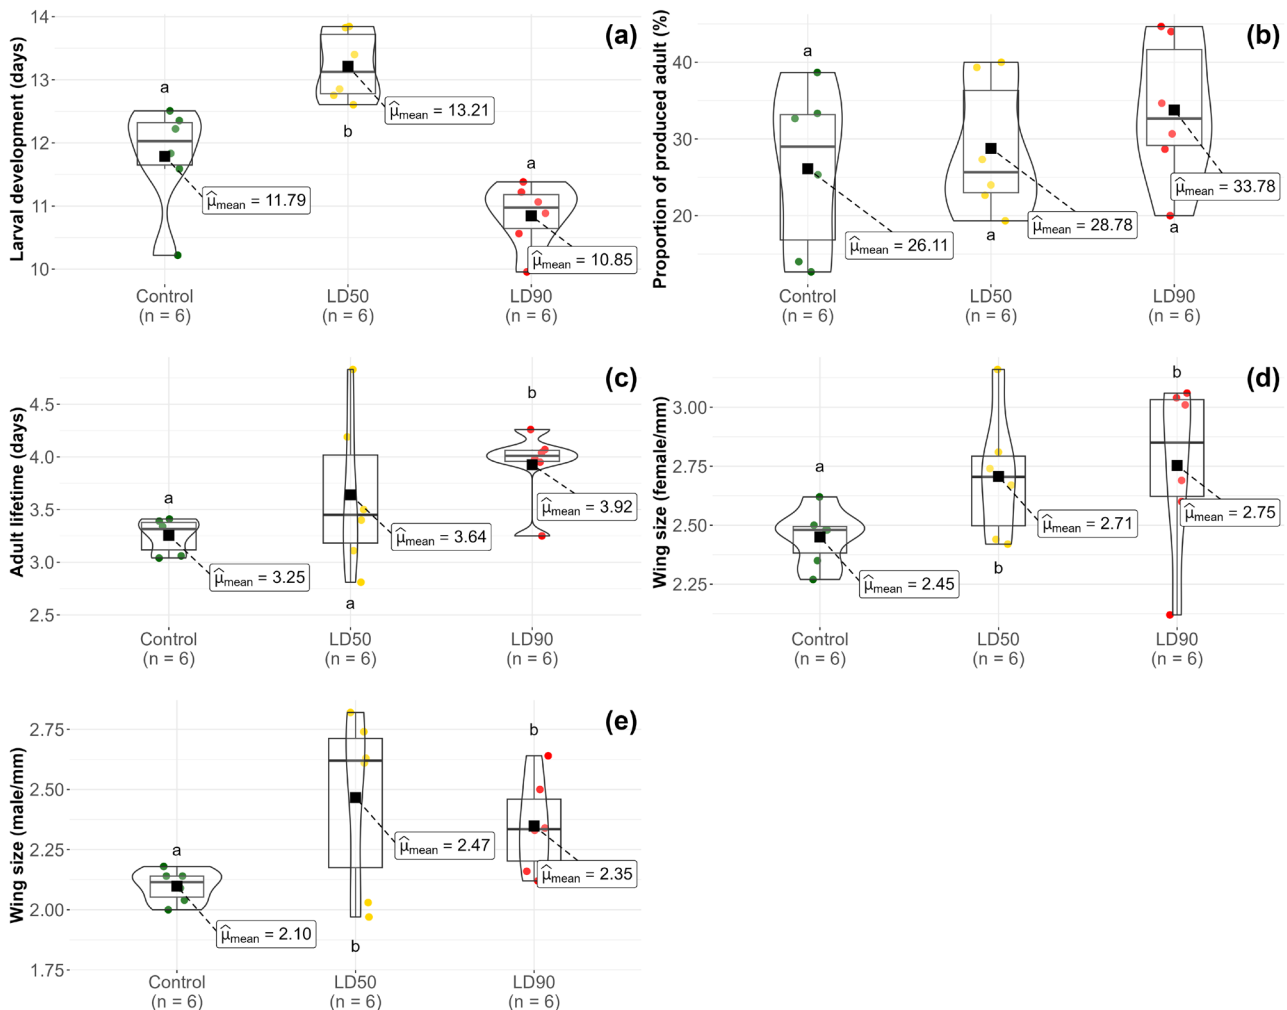 (a)
Larval development (days)
14
13
12
11
10
a
b
a
μ̂mean = 11.79
μ̂mean = 13.21
μ̂mean = 10.85
Control
(n = 6)
LD50
(n = 6)
LD90
(n = 6)
(b)
Proportion of produced adult (%)
40
30
20
a
a
a
μ̂mean = 26.11
μ̂mean = 28.78
μ̂mean = 33.78
Control
(n = 6)
LD50
(n = 6)
LD90
(n = 6)
(c)
Adult lifetime (days)
4.5
4.0
3.5
3.0
2.5
a
a
b
μ̂mean = 3.25
μ̂mean = 3.64
μ̂mean = 3.92
Control
(n = 6)
LD50
(n = 6)
LD90
(n = 6)
(d)
Wing size (female/mm)
3.00
2.75
2.50
2.25
a
b
b
μ̂mean = 2.45
μ̂mean = 2.71
μ̂mean = 2.75
Control
(n = 6)
LD50
(n = 6)
LD90
(n = 6)
(e)
Wing size (male/mm)
2.75
2.50
2.25
2.00
1.75
a
b
b
μ̂mean = 2.10
μ̂mean = 2.47
μ̂mean = 2.35
Control
(n = 6)
LD50
(n = 6)
LD90
(n = 6)